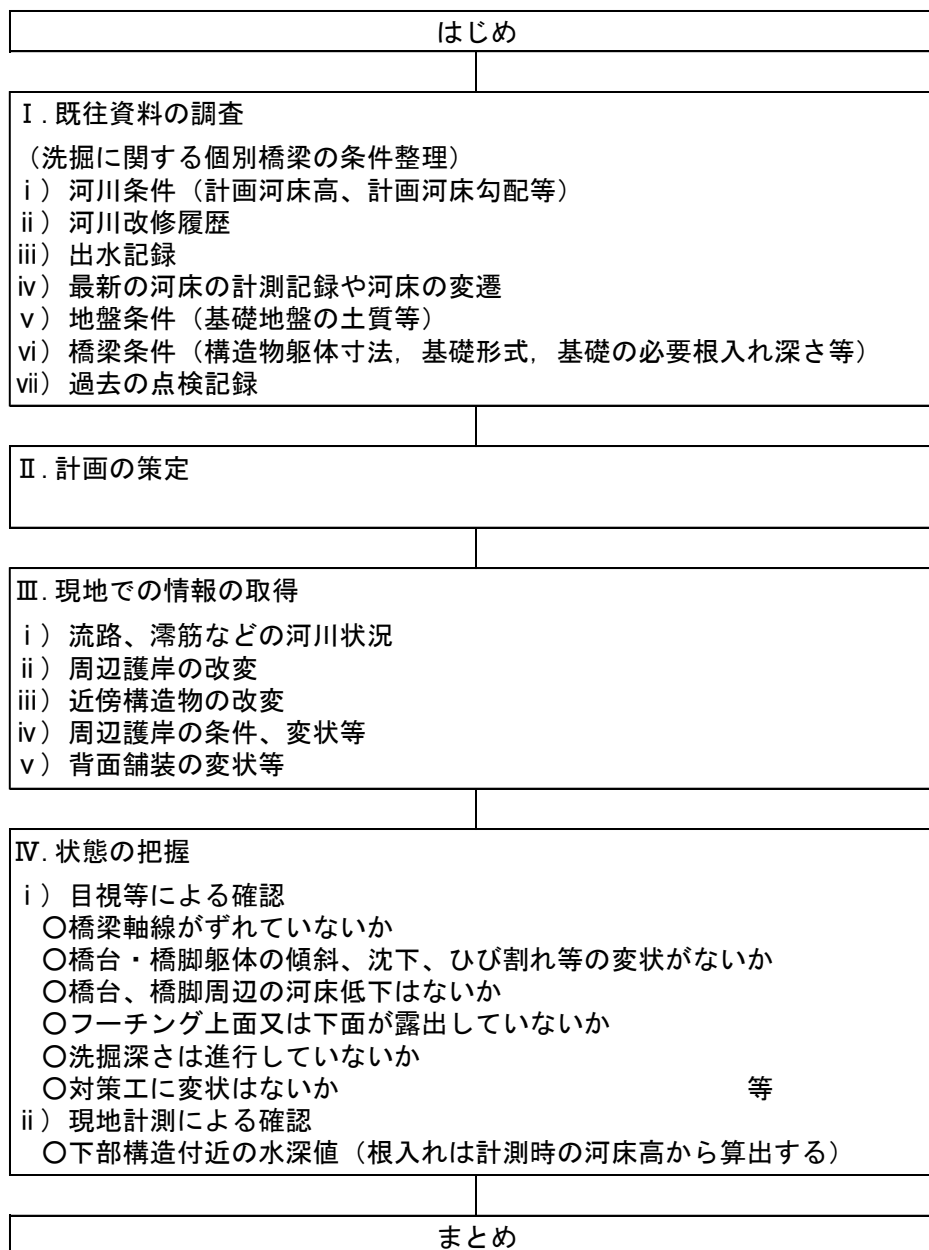 はじめ
Ⅰ.既往資料の調査
（洗掘に関する個別橋梁の条件整理）
ⅰ）河川条件（計画河床高、計画河床勾配等）
ⅱ）河川改修履歴
ⅲ）出水記録
ⅳ）最新の河床の計測記録や河床の変遷
ⅴ）地盤条件（基礎地盤の土質等）
ⅵ）橋梁条件（構造物躯体寸法，基礎形式，基礎の必要根入れ深さ等）
ⅶ）過去の点検記録
Ⅱ.計画の策定
Ⅲ.現地での情報の取得
ⅰ）流路、澪筋などの河川状況
ⅱ）周辺護岸の改変
ⅲ）近傍構造物の改変
ⅳ）周辺護岸の条件、変状等
ⅴ）背面舗装の変状等
Ⅳ.状態の把握
ⅰ）目視等による確認
○橋梁軸線がずれていないか
○橋台・橋脚躯体の傾斜、沈下、ひび割れ等の変状がないか
○橋台、橋脚周辺の河床低下はないか
○フーチング上面又は下面が露出していないか
○洗掘深さは進行していないか
○対策工に変状はないか　等
ⅱ）現地計測による確認
○下部構造付近の水深値（根入れは計測時の河床高から算出する）
まとめ